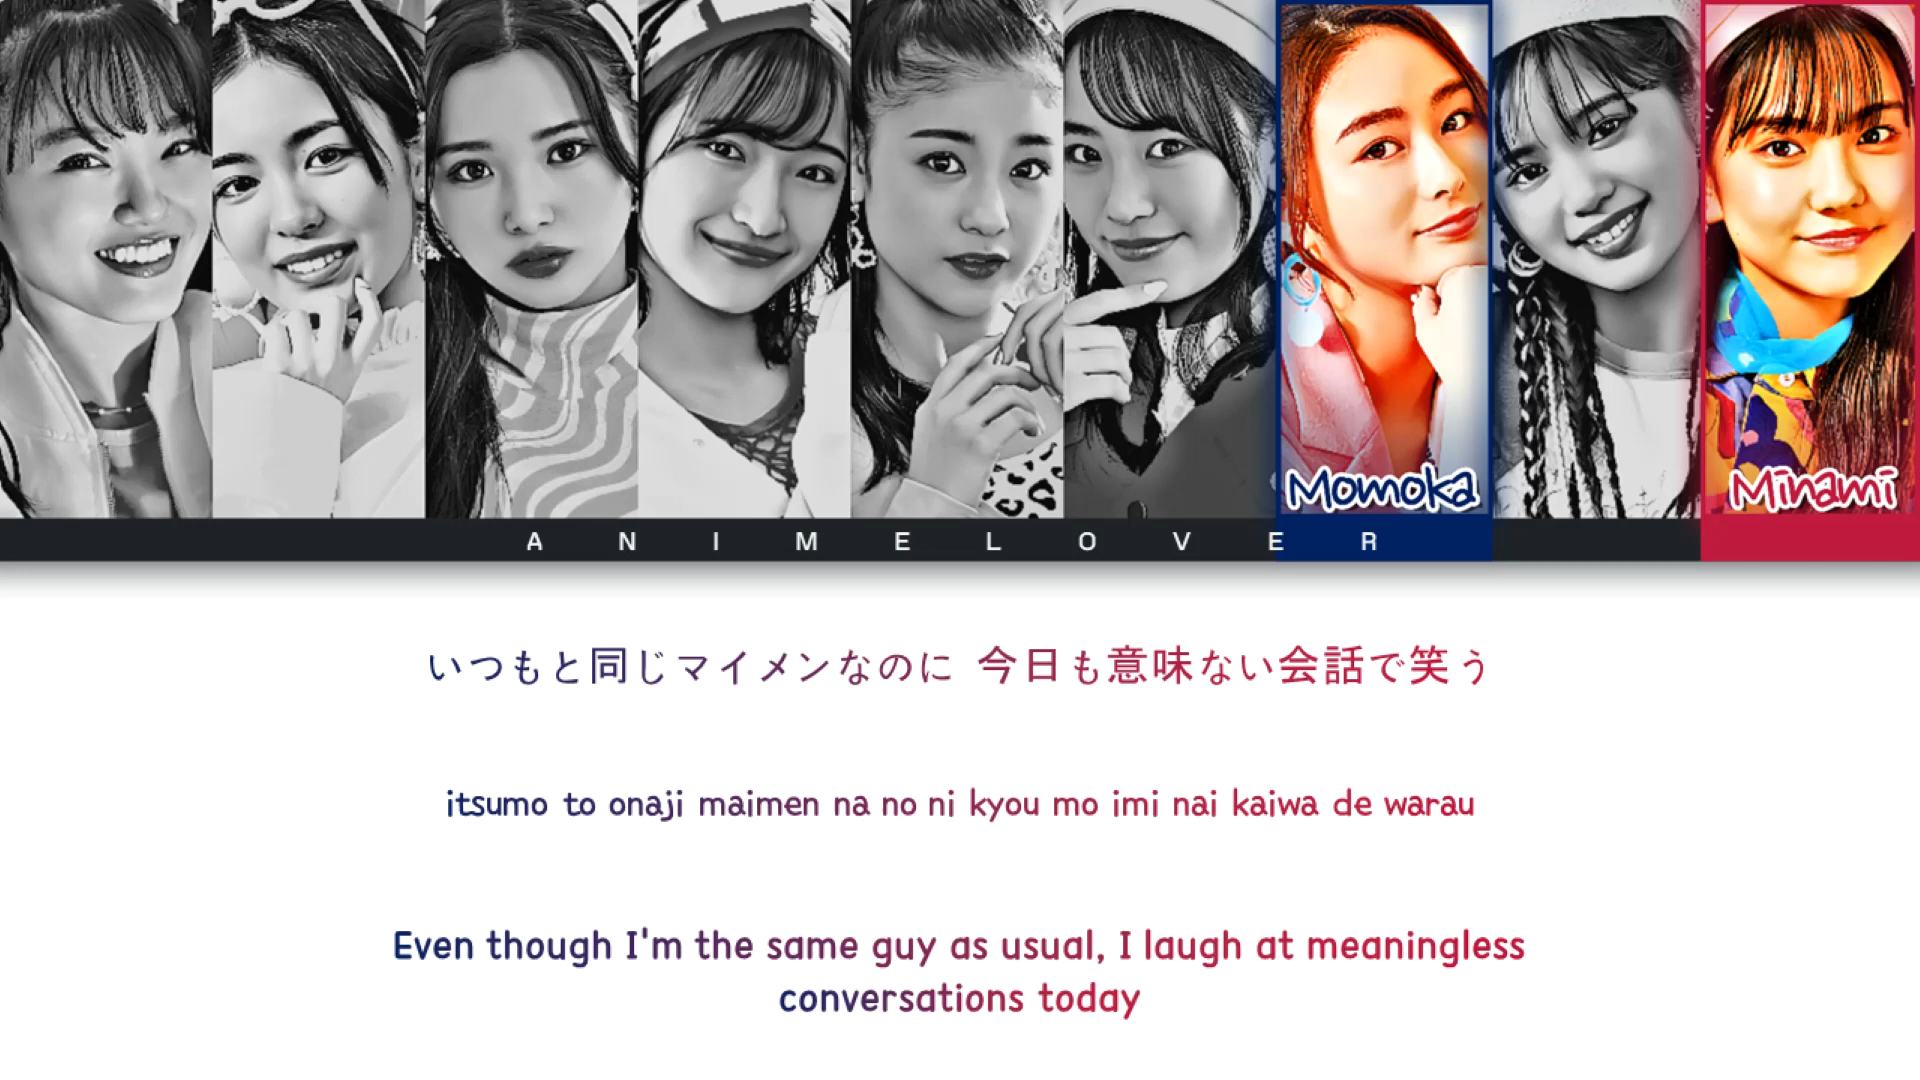 Momoka
Minami
ANIMELOVER
いつもと同じマイメンなのに 今日も意味ない会話で笑う
itsumo to onaji maimen na no ni kyou mo imi nai kaiwa de warau
Even though I'm the same guy as usual, I laugh at meaningless
conversations today